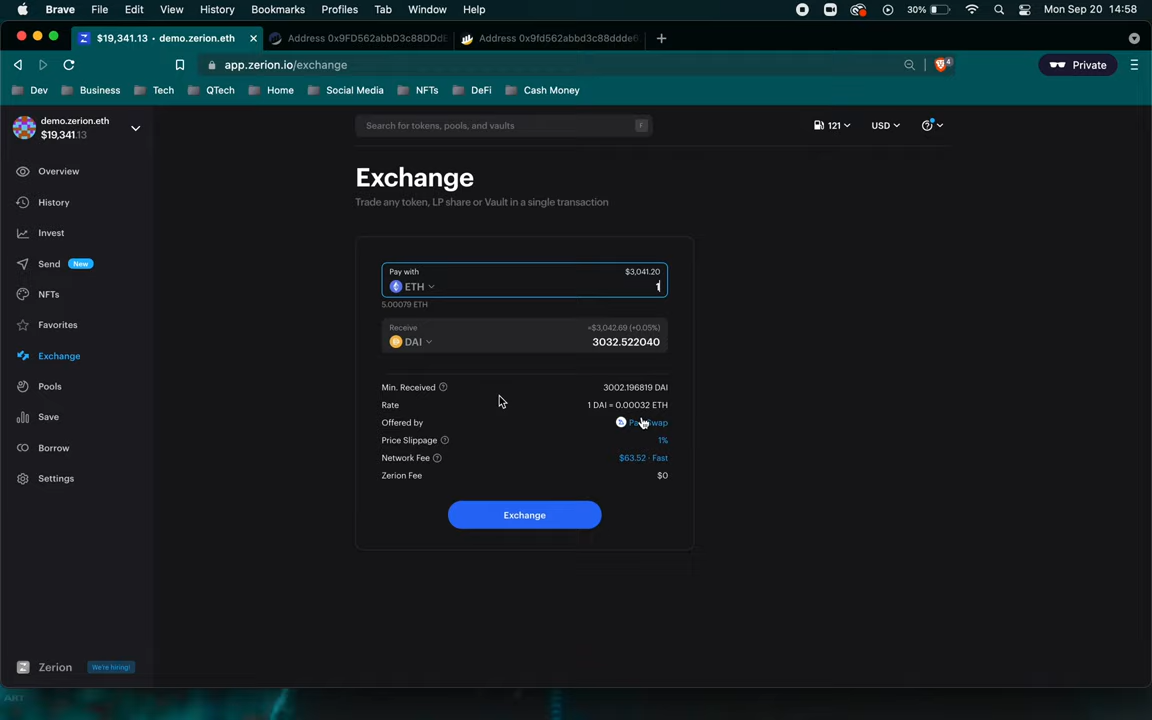 Brave File Edit View History Bookmarks Profiles Tab Window Help 30% Mon Sep 20 14:58
$19,341.13 · demo.zerion.eth Address 0x9FD562abbD3c88DDdE Address 0x9fd562abbd3c88ddde6
app.zerion.io/exchange 4 Private
Dev Business Tech QTech Home Social Media NFTs DeFi Cash Money
demo.zerion.eth
$19,341.13
Search for tokens, pools, and vaults F 121 USD
Overview
History
Invest
Send New
NFTs
Favorites
Exchange
Pools
Save
Borrow
Settings
Zerion We're hiring!
Exchange
Trade any token, LP share or Vault in a single transaction
Pay with $3,041.20
ETH 1
5.00079 ETH
Receive ≈$3,042.69 (+0.05%)
DAI 3032.522040
Min. Received 3002.196819 DAI
Rate 1 DAI = 0.00032 ETH
Offered by
Price Slippage 1%
Network Fee $63.52 · Fast
Zerion Fee $0
Exchange
ART